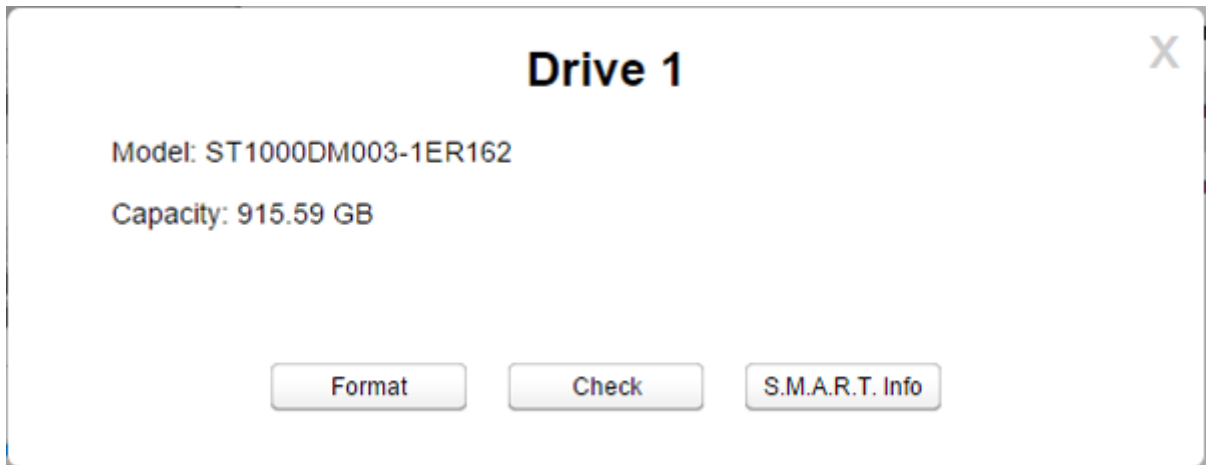 Drive 1
X
Model: ST1000DM003-1ER162
Capacity: 915.59 GB
Format Check S.M.A.R.T. Info